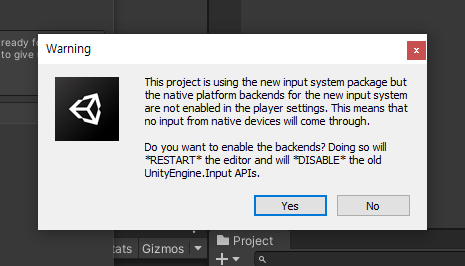 ready fo
to give
Warning
x
This project is using the new input system package but
the native platform backends for the new input system
are not enabled in the player settings. This means that
no input from native devices will come through.
Do you want to enable the backends? Doing so will
*RESTART* the editor and will *DISABLE* the old
UnityEngine.Input APIs.
Yes No
tats Gizmos
Project